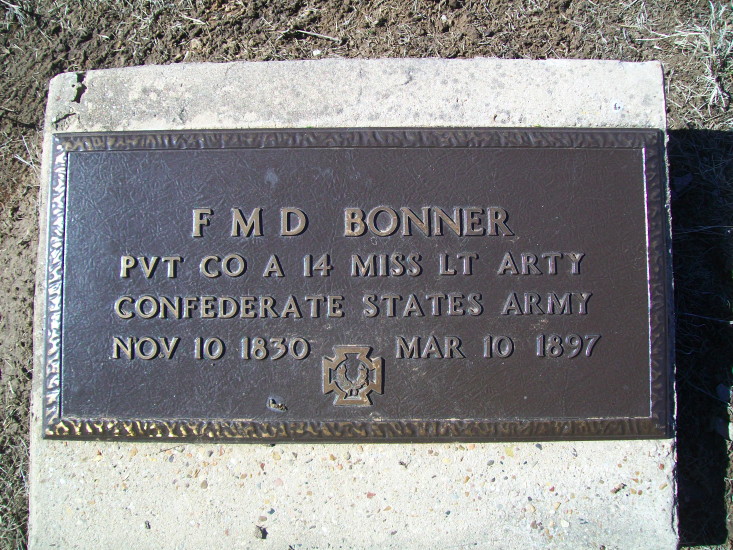 F M D BONNER
PVT CO A 14 MISS LT ARTY
CONFEDERATE STATES ARMY
NOV 10 1830 MAR 10 1897